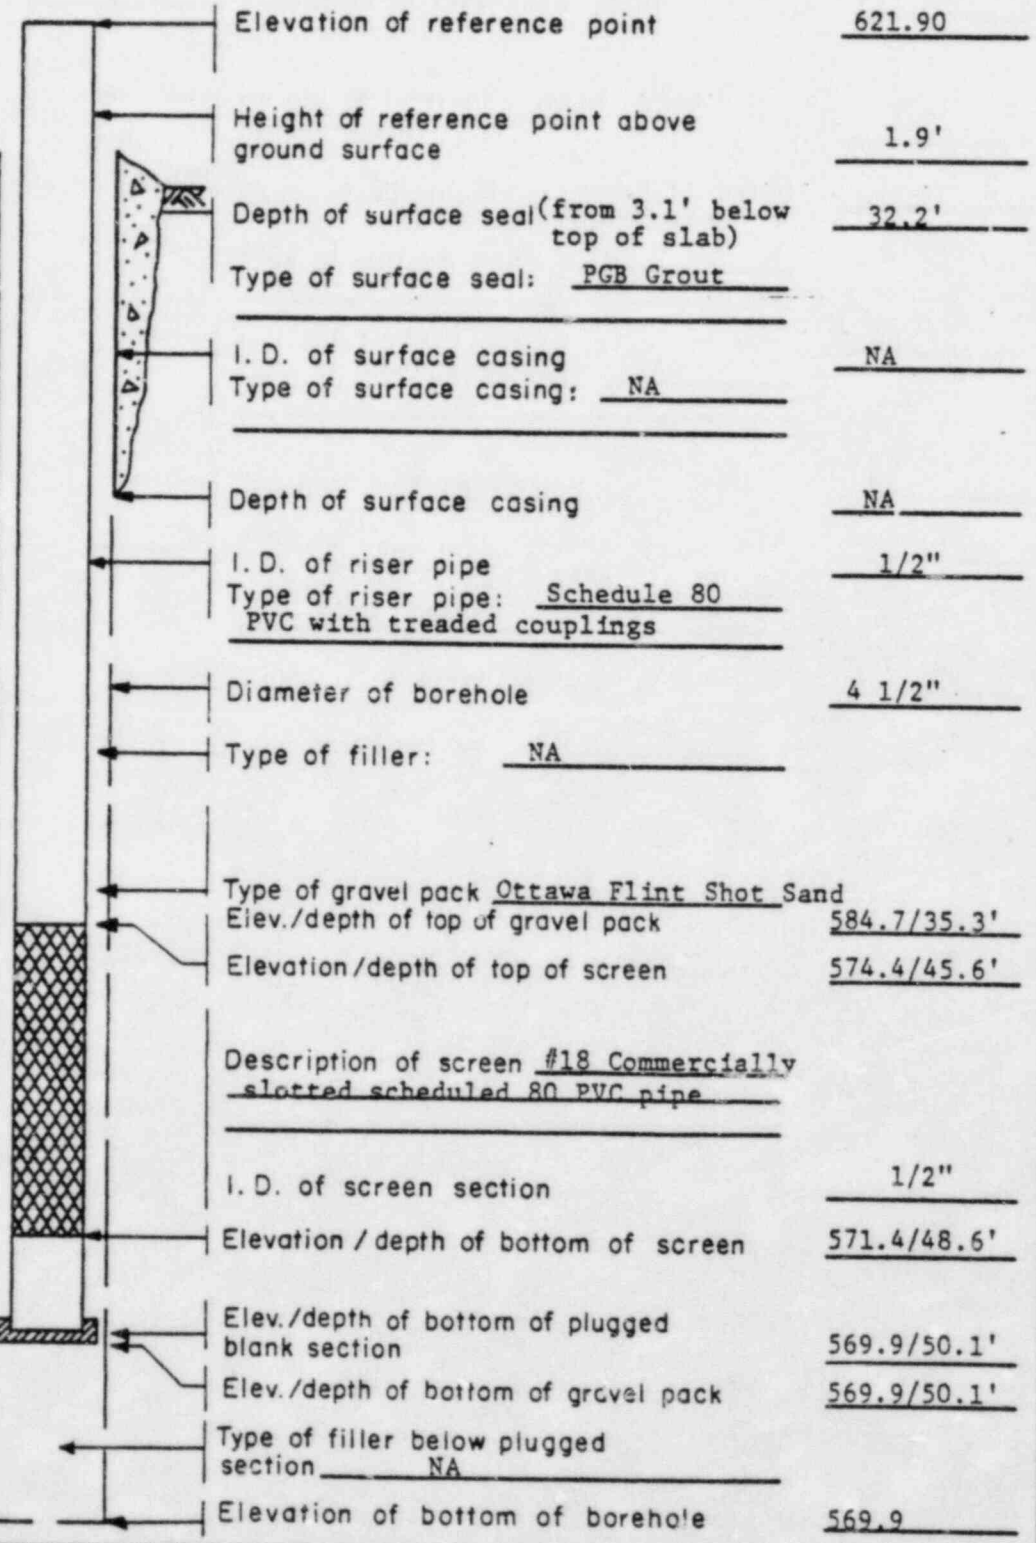 Elevation of reference point 621.90
Height of reference point above
ground surface 1.9'
Depth of surface seal (from 3.1' below 32.2'
top of slab)
Type of surface seal: PGB Grout
I.D. of surface casing NA
Type of surface casing: NA
Depth of surface casing NA
I.D. of riser pipe 1/2"
Type of riser pipe: Schedule 80
PVC with treaded couplings
Diameter of borehole 4 1/2"
Type of filler: NA
Type of gravel pack Ottawa Flint Shot Sand
Elev./depth of top of gravel pack 584.7/35.3'
Elevation/depth of top of screen 574.4/45.6'
Description of screen #18 Commercially
slotted scheduled 80 PVC pipe
I.D. of screen section 1/2"
Elevation / depth of bottom of screen 571.4/48.6'
Elev./depth of bottom of plugged
blank section 569.9/50.1'
Elev./depth of bottom of gravel pack 569.9/50.1'
Type of filler below plugged
section NA
Elevation of bottom of borehole 569.9